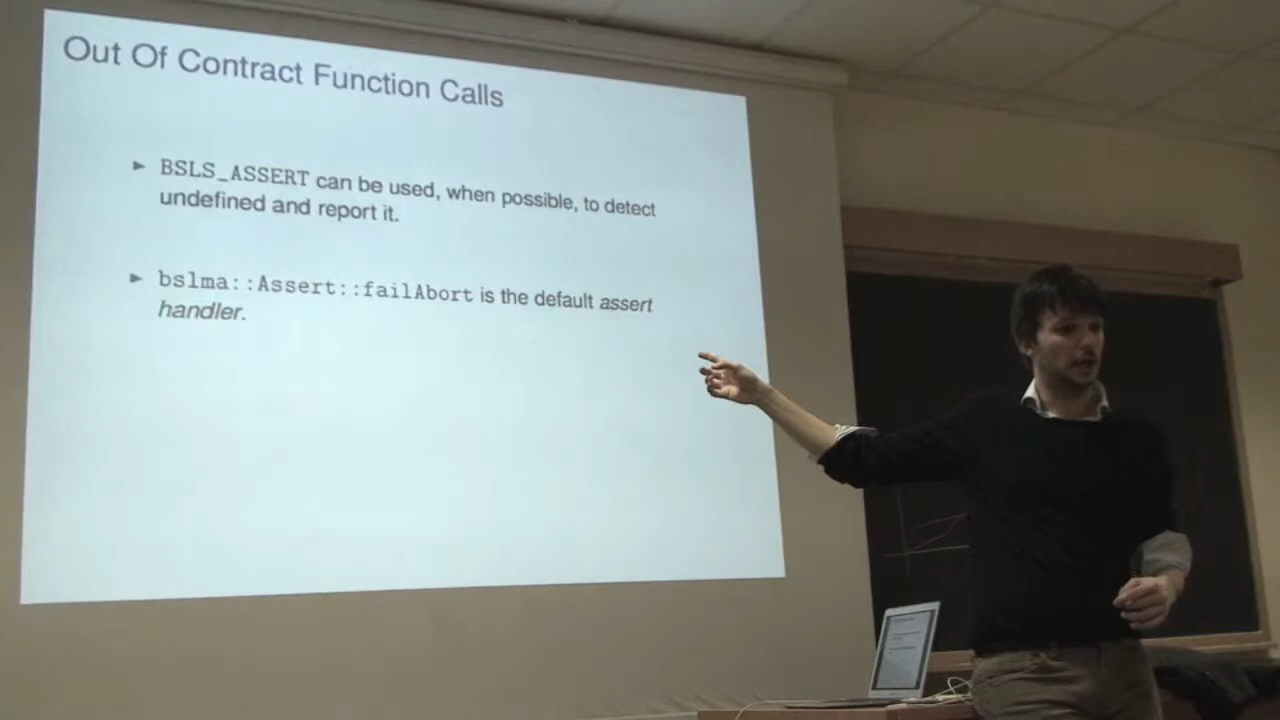 Out Of Contract Function Calls
► BSLS_ASSERT can be used, when possible, to detect
undefined and report it.
► bslma::Assert::failAbort is the default assert
handler.